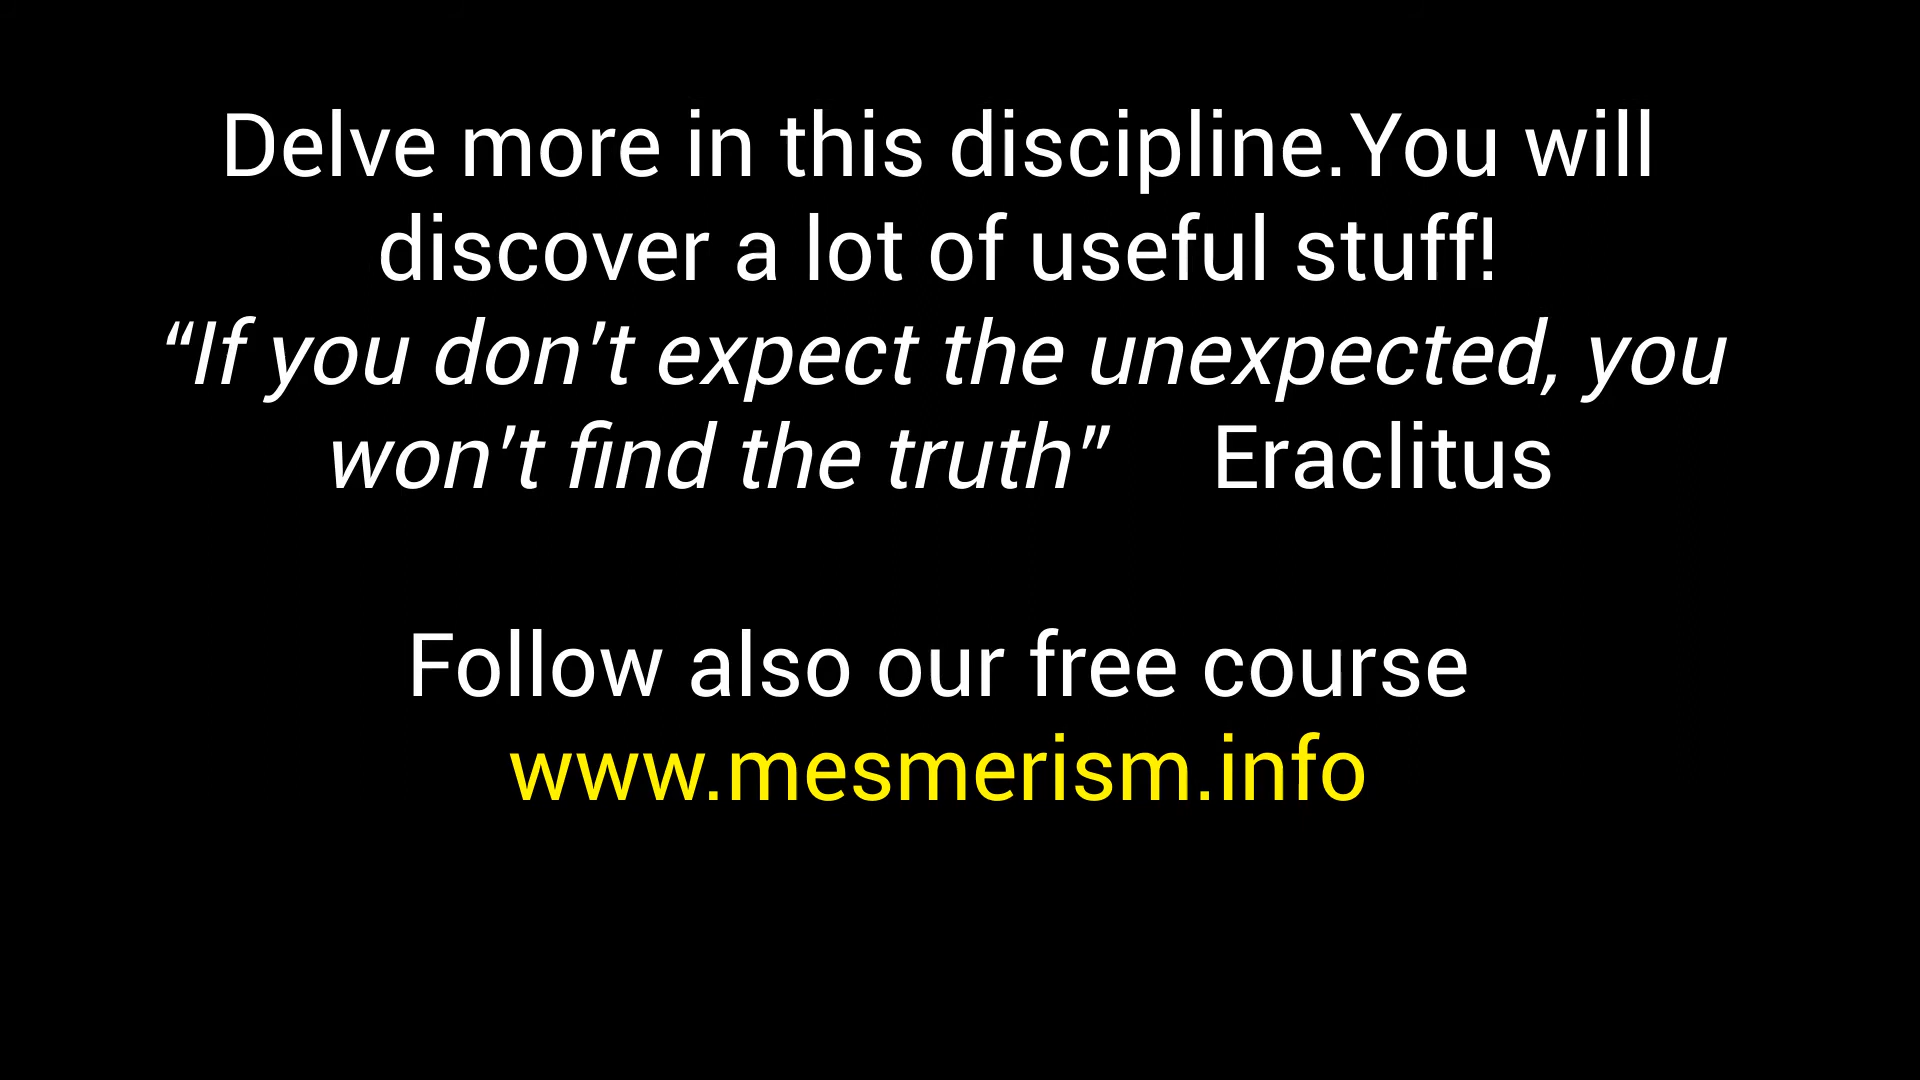 Delve more in this discipline.You will
discover a lot of useful stuff!
“If you don't expect the unexpected, you
won't find the truth” Eraclitus
Follow also our free course
www.mesmerism.info